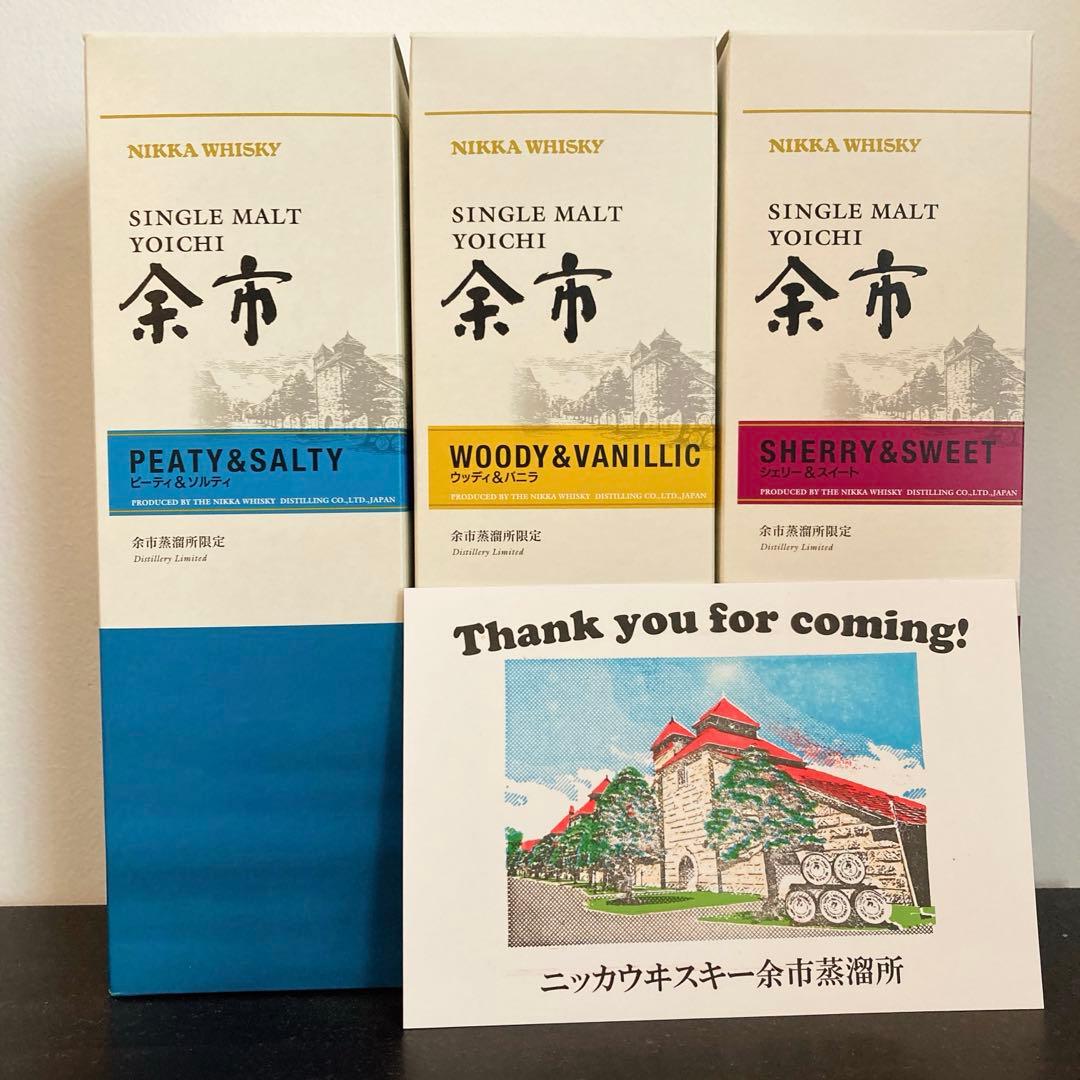 NIKKA WHISKY
SINGLE MALT
YOICHI
余市
PEATY&SALTY
ピーティ&ソルティ
PRODUCED BY THE NIKKA WHISKY DISTILLING CO.,LTD.,JAPAN
余市蒸溜所限定
Distillery Limited
NIKKA WHISKY
SINGLE MALT
YOICHI
余市
WOODY&VANILLIC
ウッディ&バニラ
PRODUCED BY THE NIKKA WHISKY DISTILLING CO.,LTD.,JAPAN
余市蒸溜所限定
Distillery Limited
NIKKA WHISKY
SINGLE MALT
YOICHI
余市
SHERRY&SWEET
シェリー&スイート
PRODUCED BY THE NIKKA WHISKY DISTILLING CO.,LTD.,JAPAN
余市蒸溜所限定
Distillery Limited
Thank you for coming!
ニッカウヰスキー余市蒸溜所